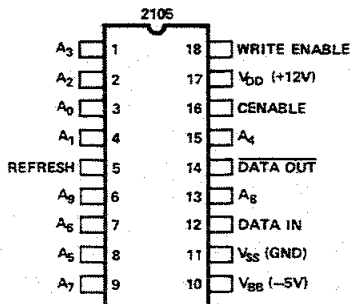 2105
A3 1 18 WRITE ENABLE
A2 2 17 VDD (+12V)
A0 3 16 CENABLE
A1 4 15 A4
REFRESH 5 14 DATA OUT
A9 6 13 A8
A6 7 12 DATA IN
A5 8 11 VSS (GND)
A7 9 10 VBB (–5V)